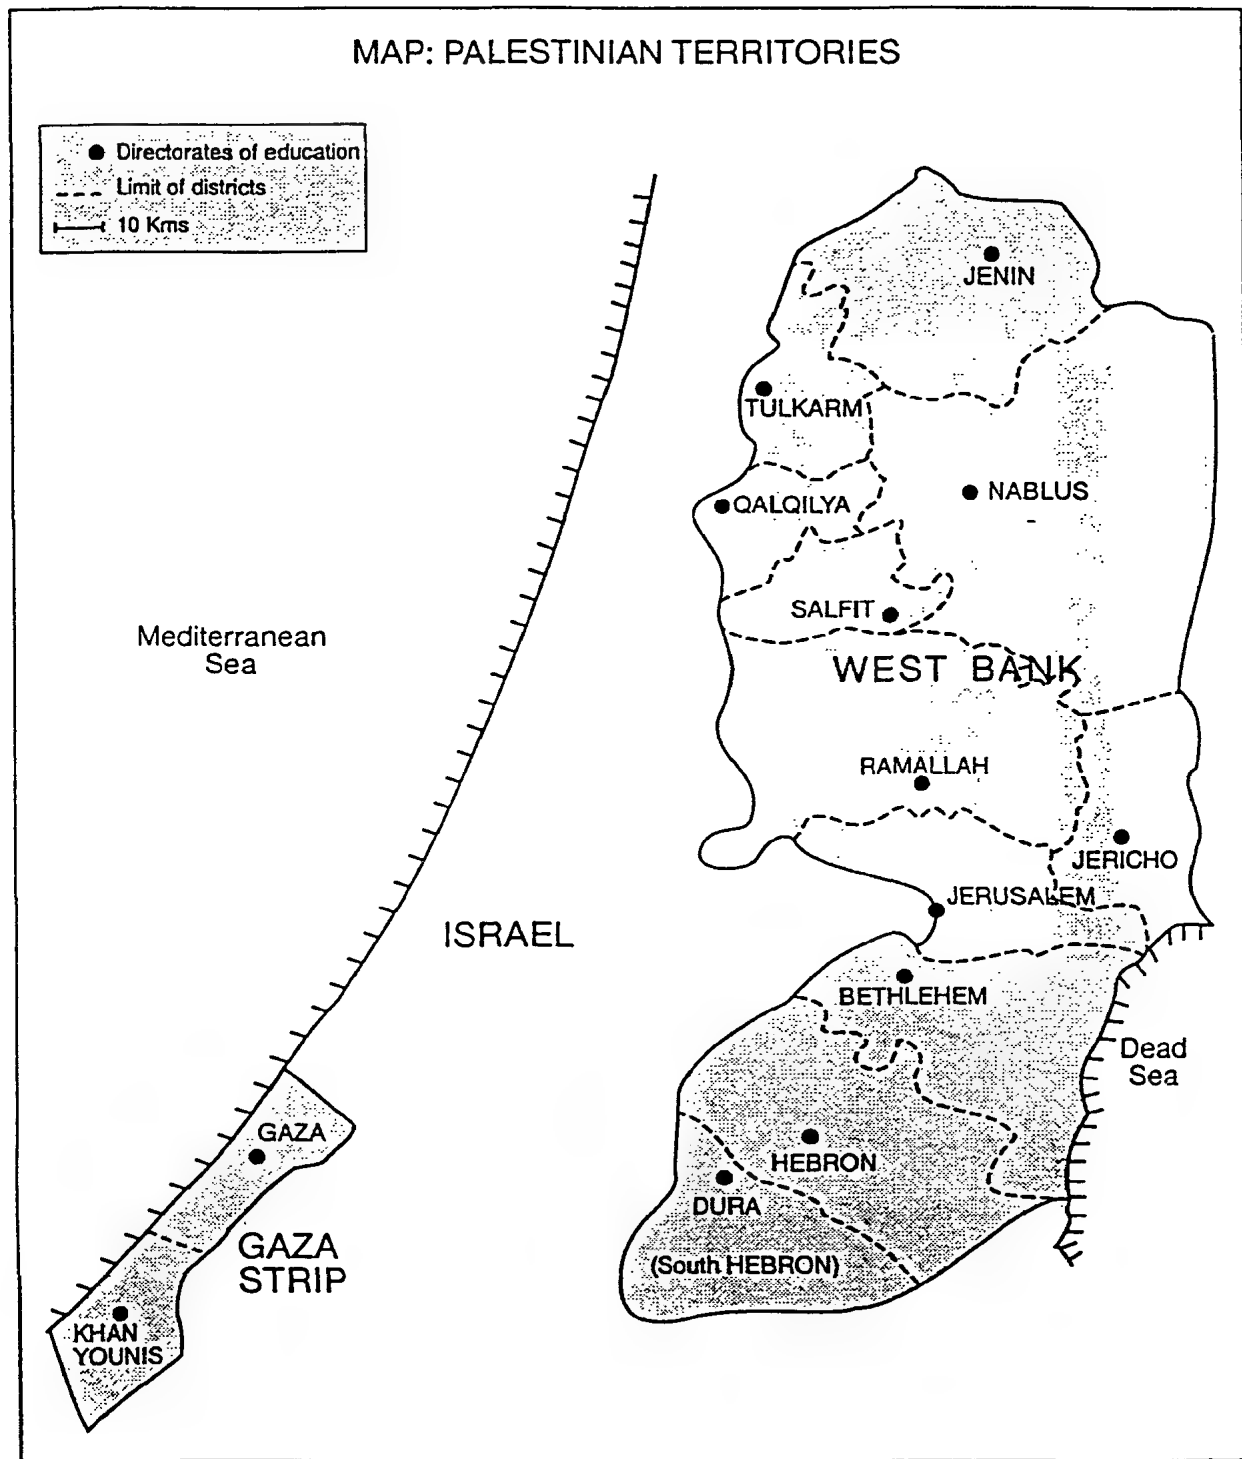 MAP: PALESTINIAN TERRITORIES
Directorates of education
Limit of districts
10 Kms
JENIN
TULKARM
NABLUS
QALQILYA
SALFIT
Mediterranean
Sea
WEST BANK
RAMALLAH
JERICHO
JERUSALEM
ISRAEL
BETHLEHEM
Dead
Sea
GAZA
HEBRON
DURA
GAZA
STRIP
(South HEBRON)
KHAN
YOUNIS